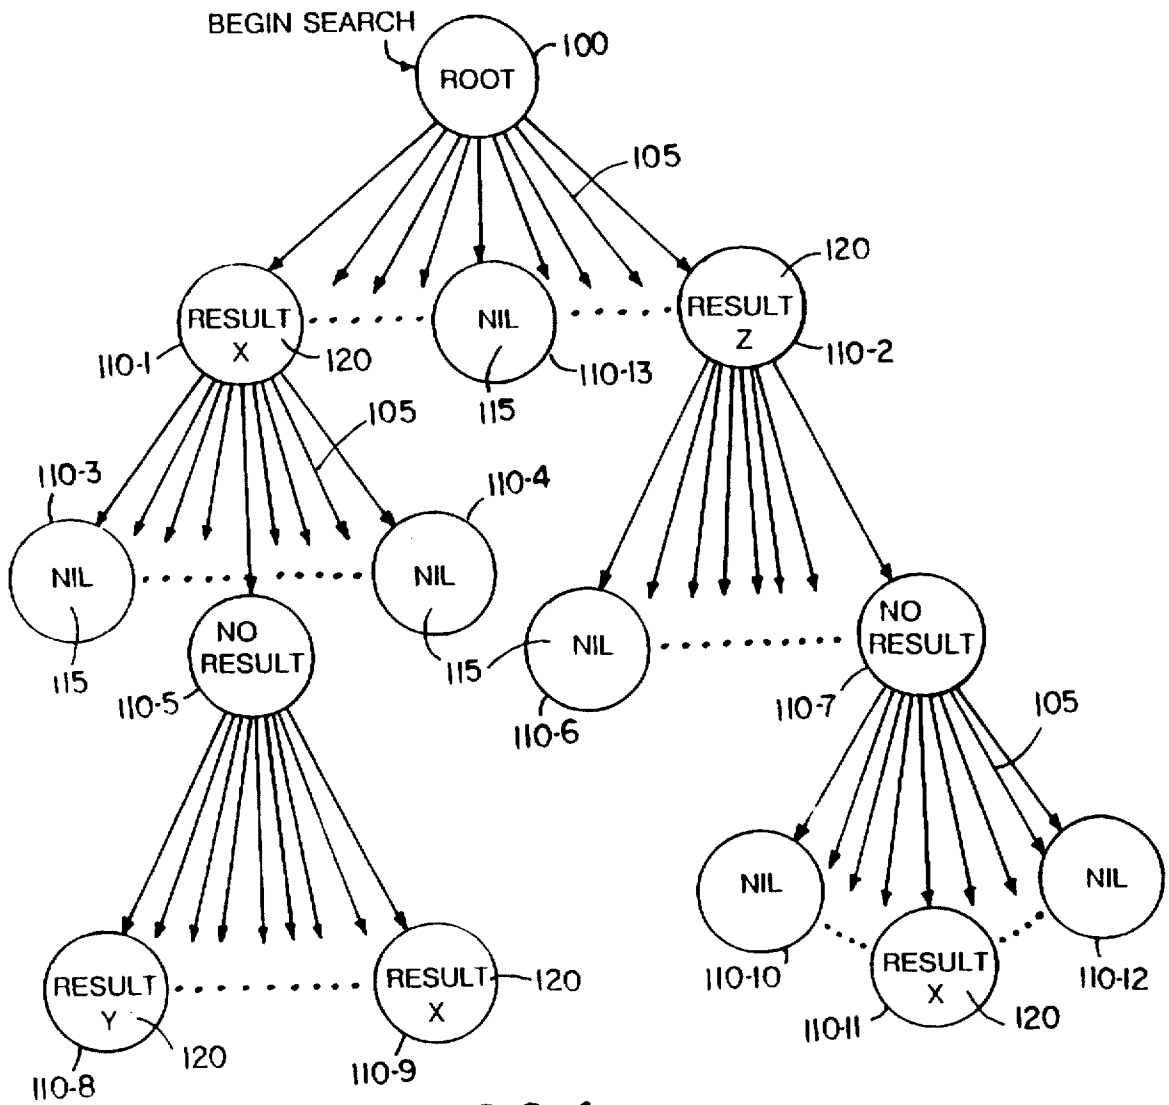 BEGIN SEARCH
100
ROOT
105
120
RESULT
X
NIL
RESULT
Z
110-1
120
110-13
110-2
115
105
110-3
110-4
NIL
NIL
NO
RESULT
NIL
NO
RESULT
115
110-5
115
110-6
110-7
105
NIL
NIL
RESULT
X
110-10
110-12
RESULT
Y
RESULT
X
120
110-11
120
120
110-8
110-9